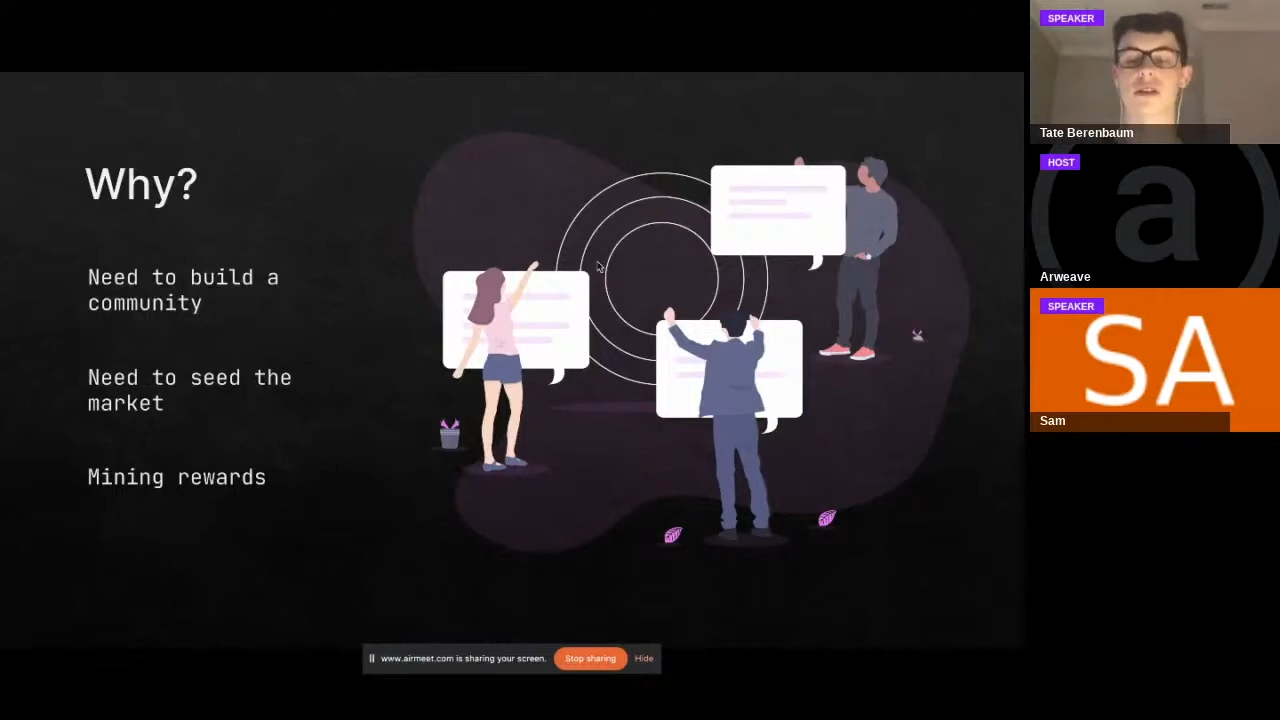 Why?
Need to build a
community
Need to seed the
market
Mining rewards
www.airmeet.com is sharing your screen.
Stop sharing
Hide
SPEAKER
Tate Berenbaum
HOST
a
Arweave
SPEAKER
SA
Sam